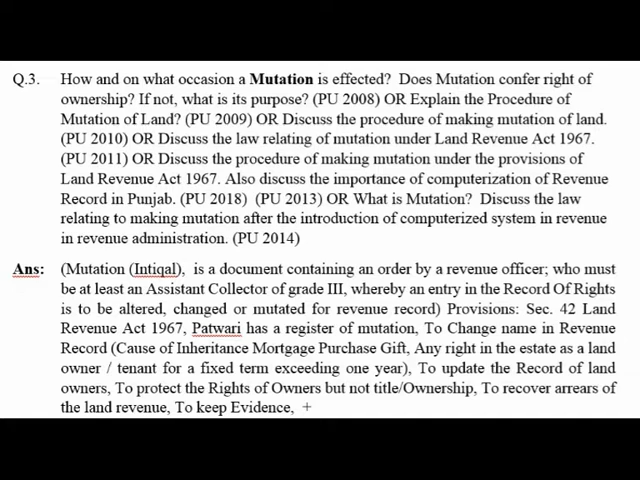 Q.3. How and on what occasion a Mutation is effected? Does Mutation confer right of
ownership? If not, what is its purpose? (PU 2008) OR Explain the Procedure of
Mutation of Land? (PU 2009) OR Discuss the procedure of making mutation of land.
(PU 2010) OR Discuss the law relating of mutation under Land Revenue Act 1967.
(PU 2011) OR Discuss the procedure of making mutation under the provisions of
Land Revenue Act 1967. Also discuss the importance of computerization of Revenue
Record in Punjab. (PU 2018) (PU 2013) OR What is Mutation? Discuss the law
relating to making mutation after the introduction of computerized system in revenue
in revenue administration. (PU 2014)
Ans: (Mutation (Intiqal), is a document containing an order by a revenue officer; who must
be at least an Assistant Collector of grade III, whereby an entry in the Record Of Rights
is to be altered, changed or mutated for revenue record) Provisions: Sec. 42 Land
Revenue Act 1967, Patwari has a register of mutation, To Change name in Revenue
Record (Cause of Inheritance Mortgage Purchase Gift, Any right in the estate as a land
owner / tenant for a fixed term exceeding one year), To update the Record of land
owners, To protect the Rights of Owners but not title/Ownership, To recover arrears of
the land revenue, To keep Evidence, +